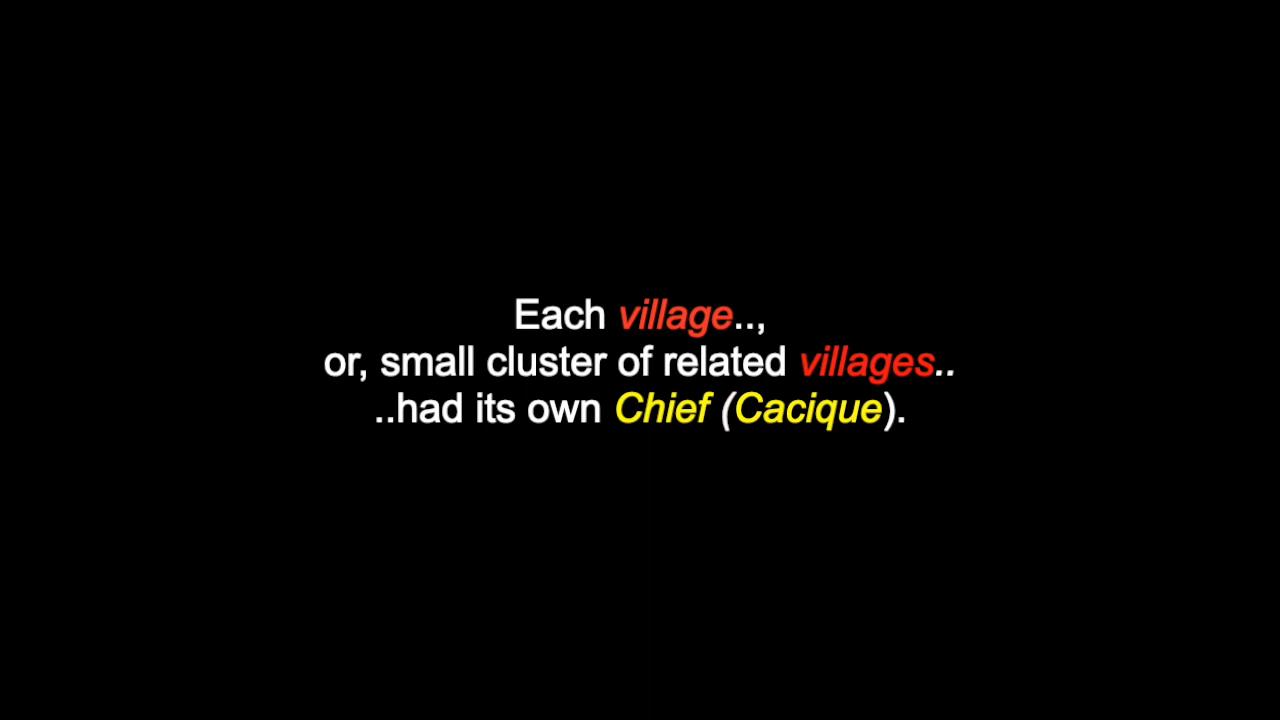 Each village..,
or, small cluster of related villages..
..had its own Chief (Cacique).